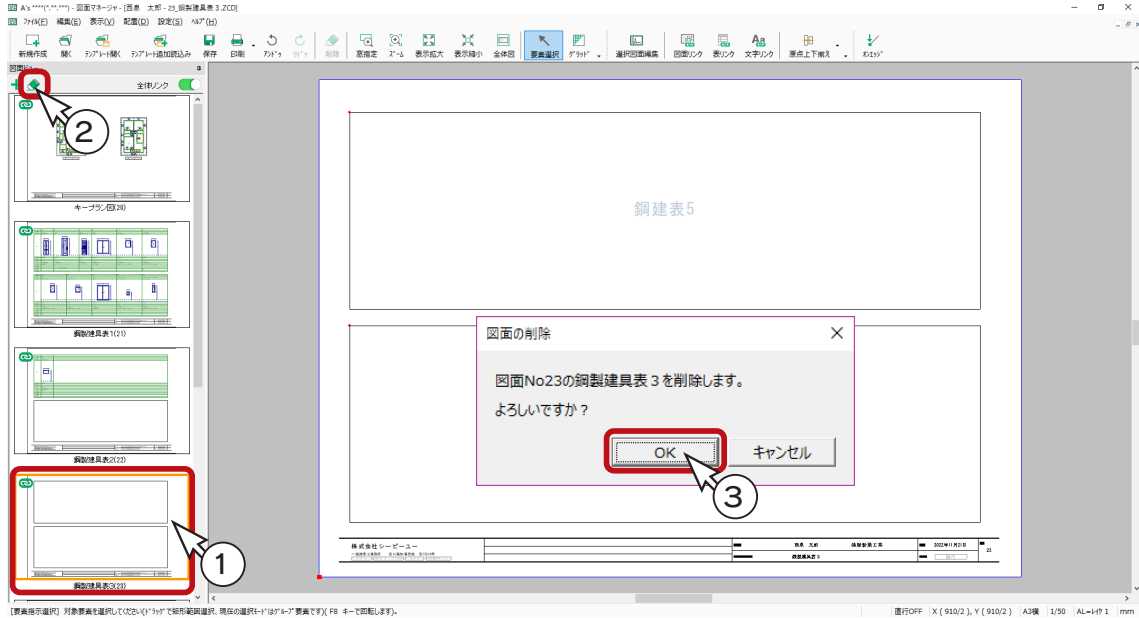 A's ****(*.**.***) - 図面マネージャ - [西泉　太郎 - 23_鋼製建具表３.ZCD]
ファイル(F) 編集(E) 表示(V) 配置(D) 設定(S) ヘルプ(H)
新規作成 開く テンプレート開く テンプレート追加読込み 保存 印刷 アンドゥ リドゥ 削除 窓指定 ズーム 表示拡大 表示縮小 全体図 要素選択 グリッド 選択図面編集 図面リンク 表リンク 文字リンク 原点上下揃え オンエッジ
図面ビュー
全体リンク
②
キープラン図(20)
鋼製建具表1(21)
鋼製建具表2(22)
鋼製建具表3(23)
①
鋼建表5
図面の削除
図面No23の鋼製建具表３を削除します。
よろしいですか？
OK キャンセル
③
株式会社シーピーユー
西泉　太郎
鋼製建具表３
2022年11月21日
23
[要素指示選択] 対象要素を選択してください(ドラッグで矩形範囲選択、現在の選択モードはグループ要素です)( F8 キーで回転します)。
直行OFF X ( 910/2 ) , Y ( 910/2 ) A3横 1/50 AL=レイヤ 1 mm